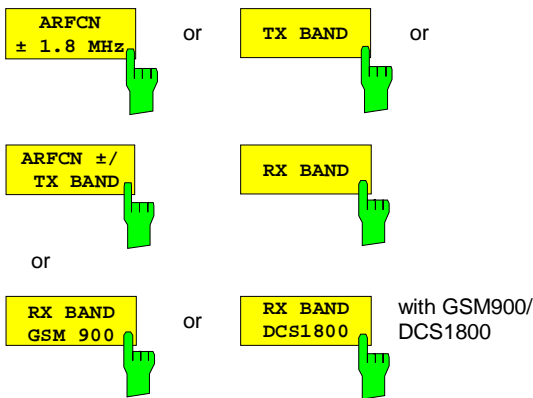 ARFCN
± 1.8 MHz
or
TX BAND
or
ARFCN ±/
TX BAND
RX BAND
or
RX BAND
GSM 900
or
RX BAND
DCS1800
with GSM900/
DCS1800